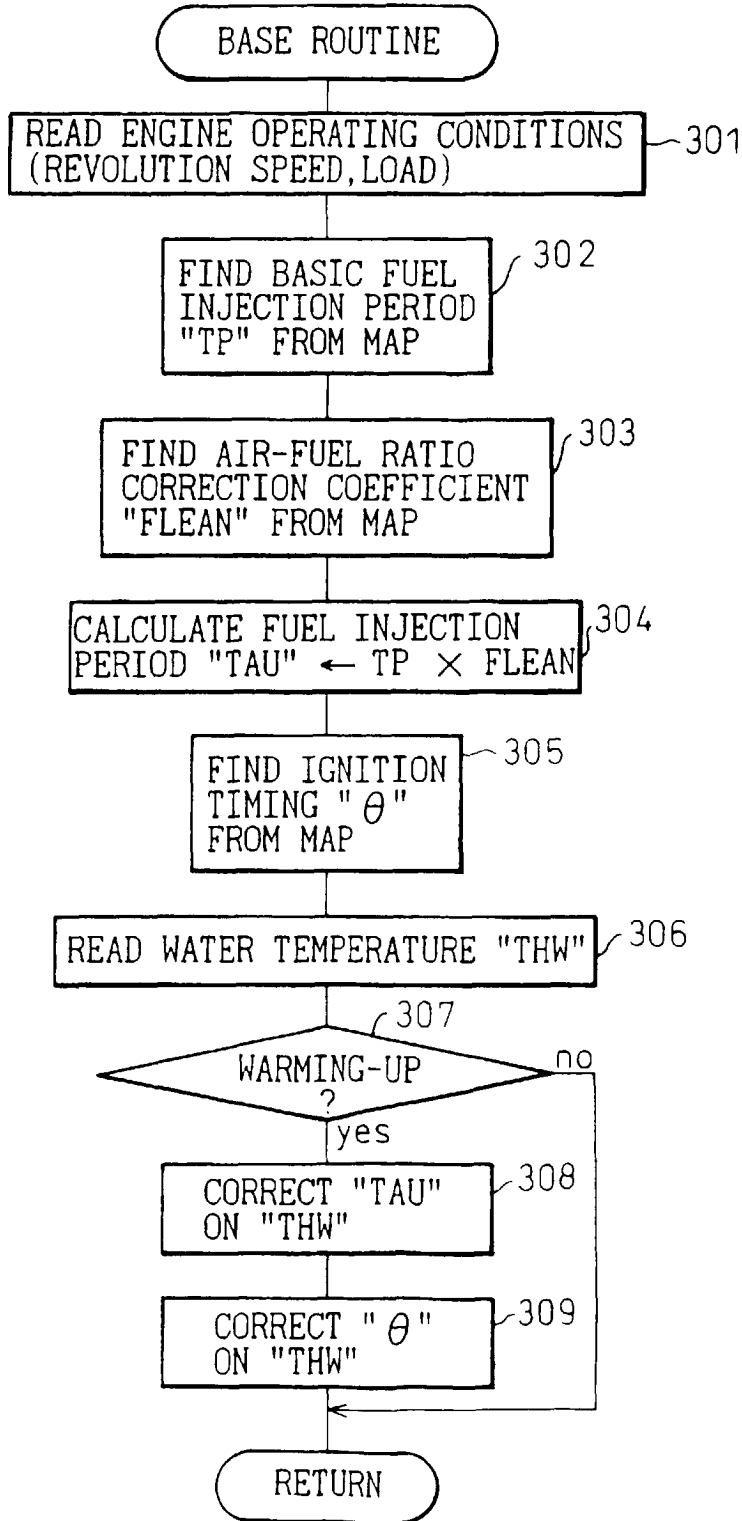 BASE ROUTINE
READ ENGINE OPERATING CONDITIONS
(REVOLUTION SPEED,LOAD)
301
302
FIND BASIC FUEL
INJECTION PERIOD
"TP" FROM MAP
303
FIND AIR-FUEL RATIO
CORRECTION COEFFICIENT
"FLEAN" FROM MAP
304
CALCULATE FUEL INJECTION
PERIOD "TAU" ← TP × FLEAN
305
FIND IGNITION
TIMING "θ"
FROM MAP
READ WATER TEMPERATURE "THW"
306
307
WARMING-UP
?
no
yes
308
CORRECT "TAU"
ON "THW"
309
CORRECT "θ"
ON "THW"
RETURN